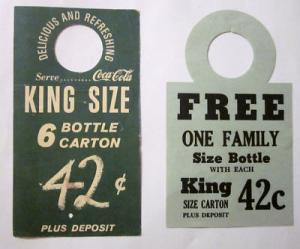 DELICIOUS AND REFRESHING
Serve........Coca-Cola
KING SIZE
6 BOTTLE
CARTON
42¢
PLUS DEPOSIT
FREE
ONE FAMILY
Size Bottle
WITH EACH
King
SIZE CARTON
PLUS DEPOSIT
42c